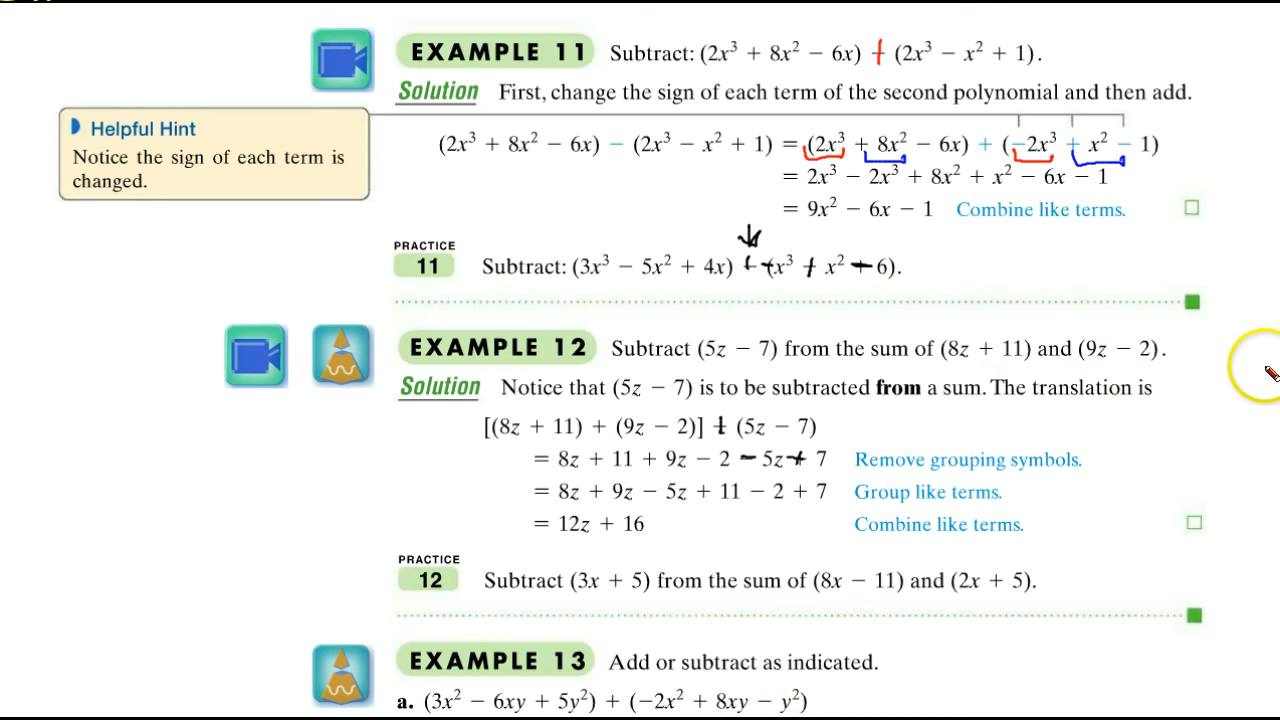 EXAMPLE 11 Subtract: (2x³ + 8x² − 6x) + (2x³ − x² + 1).
Solution First, change the sign of each term of the second polynomial and then add.
Helpful Hint
Notice the sign of each term is
changed.
(2x³ + 8x² − 6x) − (2x³ − x² + 1) = (2x³ + 8x² − 6x) + (−2x³ + x² − 1)
= 2x³ − 2x³ + 8x² + x² − 6x − 1
= 9x² − 6x − 1 Combine like terms.
PRACTICE
11 Subtract: (3x³ − 5x² + 4x) + (x³ + x² − 6).
EXAMPLE 12 Subtract (5z − 7) from the sum of (8z + 11) and (9z − 2).
Solution Notice that (5z − 7) is to be subtracted from a sum. The translation is
[(8z + 11) + (9z − 2)] + (5z − 7)
= 8z + 11 + 9z − 2 − 5z + 7 Remove grouping symbols.
= 8z + 9z − 5z + 11 − 2 + 7 Group like terms.
= 12z + 16 Combine like terms.
PRACTICE
12 Subtract (3x + 5) from the sum of (8x − 11) and (2x + 5).
EXAMPLE 13 Add or subtract as indicated.
a. (3x² − 6xy + 5y²) + (−2x² + 8xy − y²)